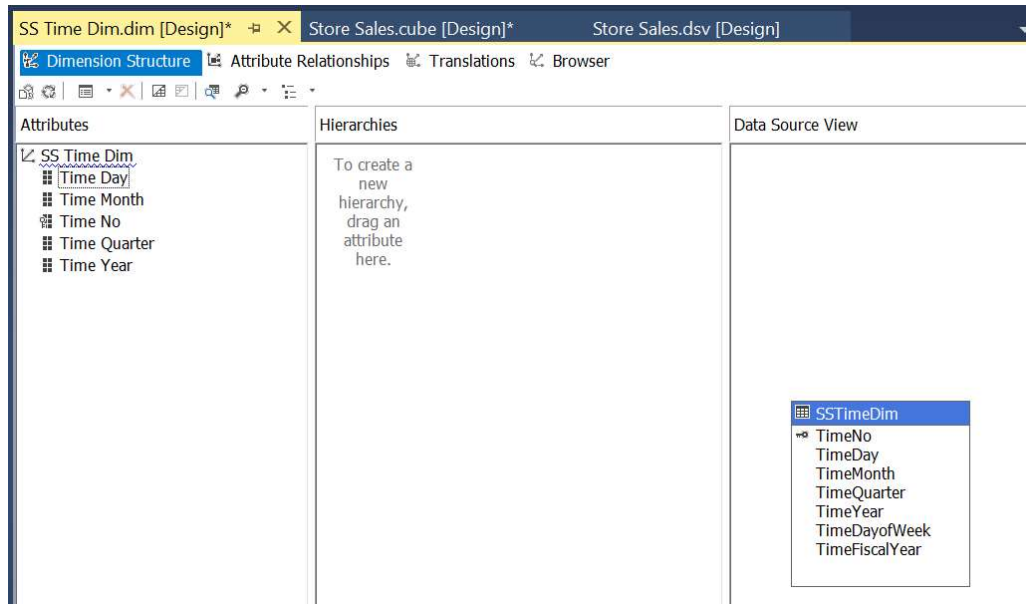 SS Time Dim.dim [Design]* Store Sales.cube [Design]* Store Sales.dsv [Design]
Dimension Structure Attribute Relationships Translations Browser
Attributes
SS Time Dim
Time Day
Time Month
Time No
Time Quarter
Time Year
Hierarchies
To create a
new
hierarchy,
drag an
attribute
here.
Data Source View
SSTimeDim
TimeNo
TimeDay
TimeMonth
TimeQuarter
TimeYear
TimeDayofWeek
TimeFiscalYear